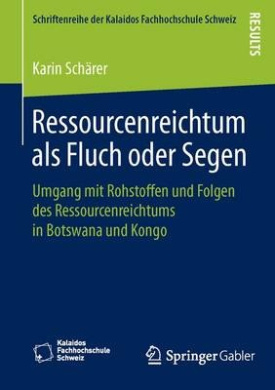 Schriftenreihe der Kalaidos Fachhochschule Schweiz
RESULTS
Karin Schärer
Ressourcenreichtum
als Fluch oder Segen
Umgang mit Rohstoffen und Folgen
des Ressourcenreichtums
in Botswana und Kongo
Kalaidos
Fachhochschule
Schweiz
Springer Gabler